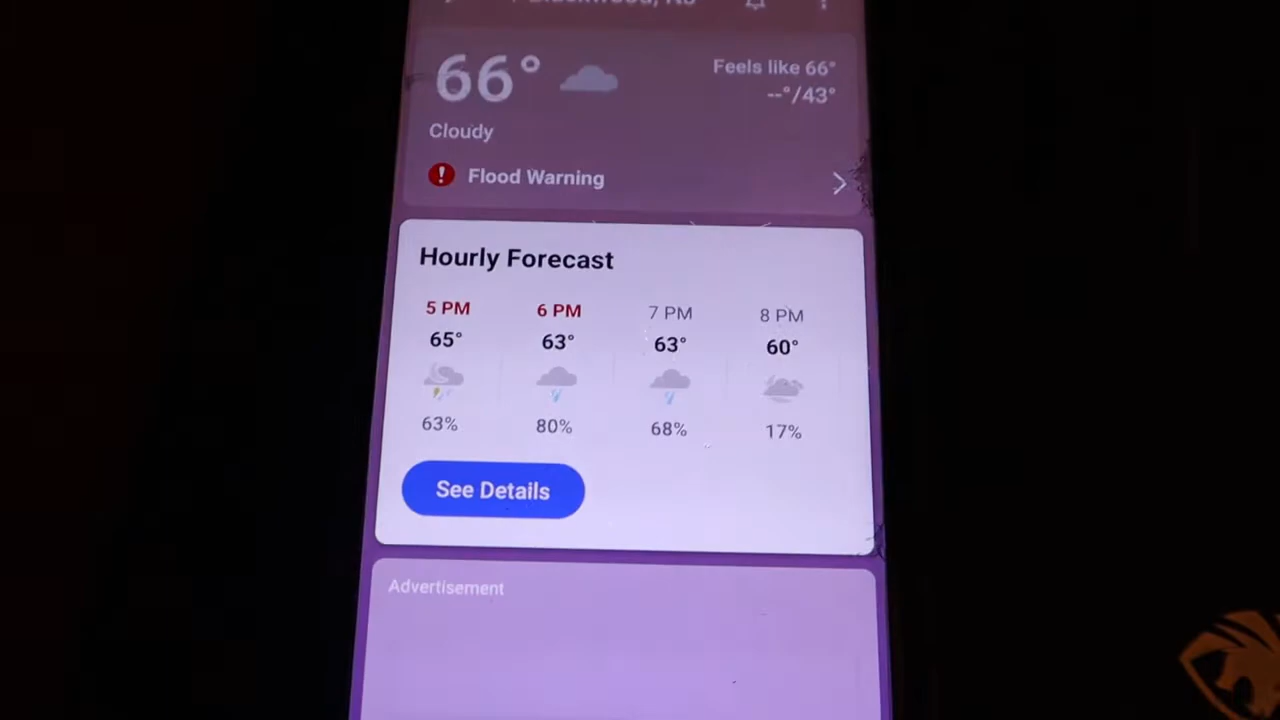 66°
Feels like 66°
--°/43°
Cloudy
Flood Warning
Hourly Forecast
5 PM 6 PM 7 PM 8 PM
65° 63° 63° 60°
63% 80% 68% 17%
See Details
Advertisement